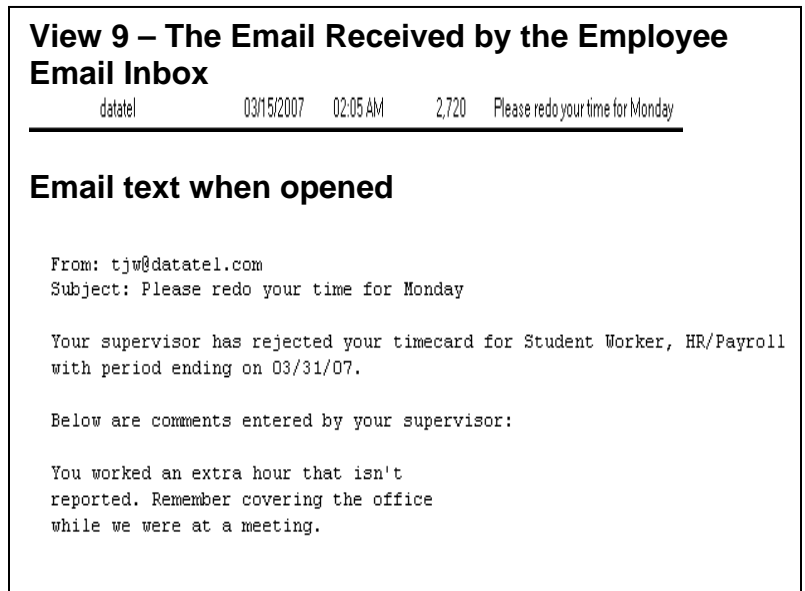 View 9 – The Email Received by the Employee
Email Inbox
datatel 03/15/2007 02:05 AM 2,720 Please redo your time for Monday
Email text when opened
From: tjw@datatel.com
Subject: Please redo your time for Monday
Your supervisor has rejected your timecard for Student Worker, HR/Payroll
with period ending on 03/31/07.
Below are comments entered by your supervisor:
You worked an extra hour that isn't
reported. Remember covering the office
while we were at a meeting.